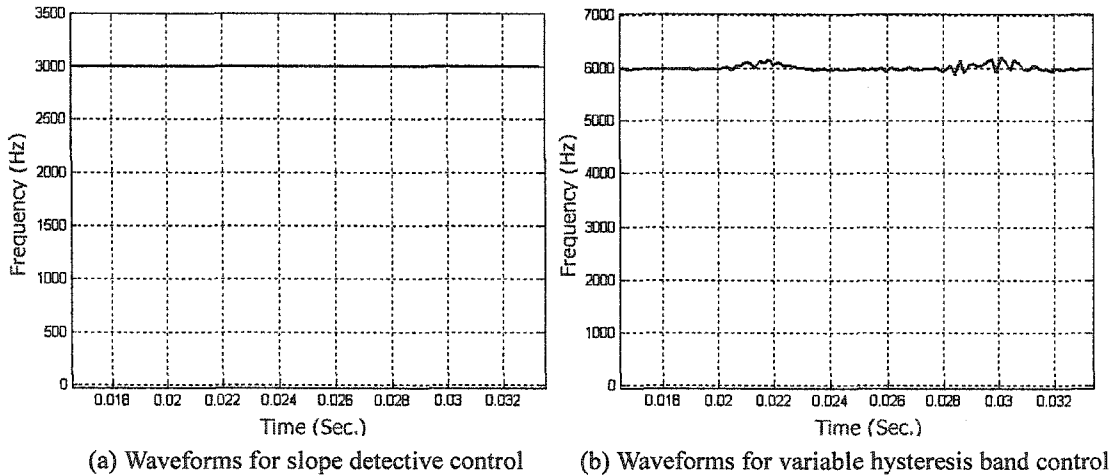 3500
3000
2500
2000
1500
1000
500
0
Frequency (Hz)
0.018 0.02 0.022 0.024 0.026 0.028 0.03 0.032
Time (Sec.)
(a) Waveforms for slope detective control
7000
6000
5000
4000
3000
2000
1000
0
Frequency (Hz)
0.018 0.02 0.022 0.024 0.026 0.028 0.03 0.032
Time (Sec.)
(b) Waveforms for variable hysteresis band control